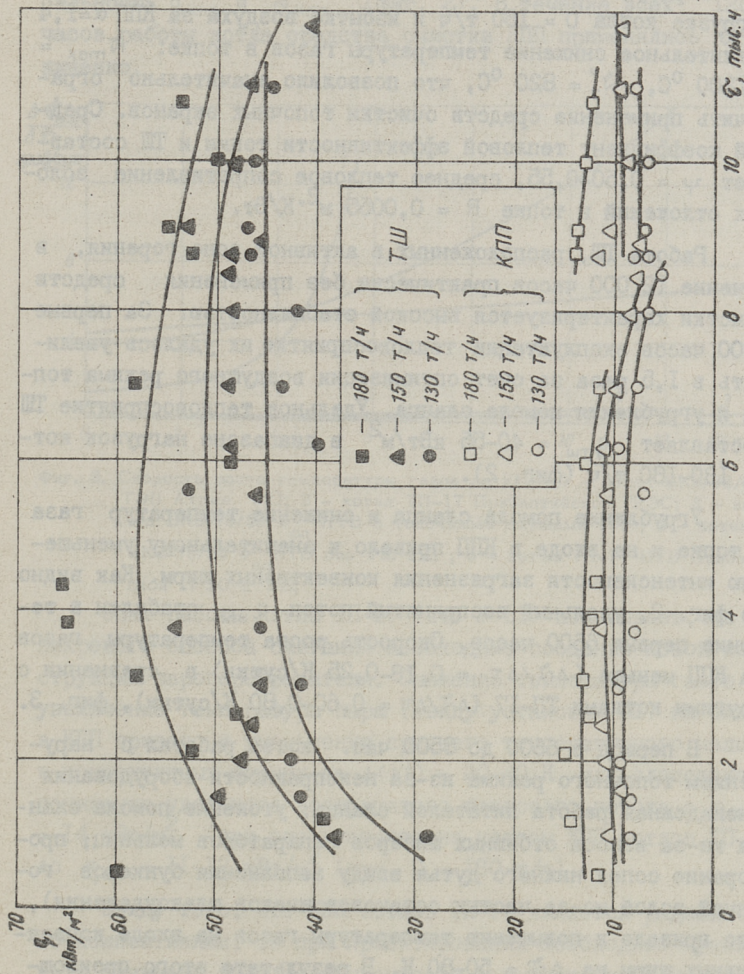 70
q,
квт/м²
60
50
40
30
20
10
0
2
4
6
8
10
τ, тыс. ч
■ — 180 т/ч
▲ — 150 т/ч } ТШ
● — 130 т/ч
□ — 180 т/ч
△ — 150 т/ч } КПП
○ — 130 т/ч